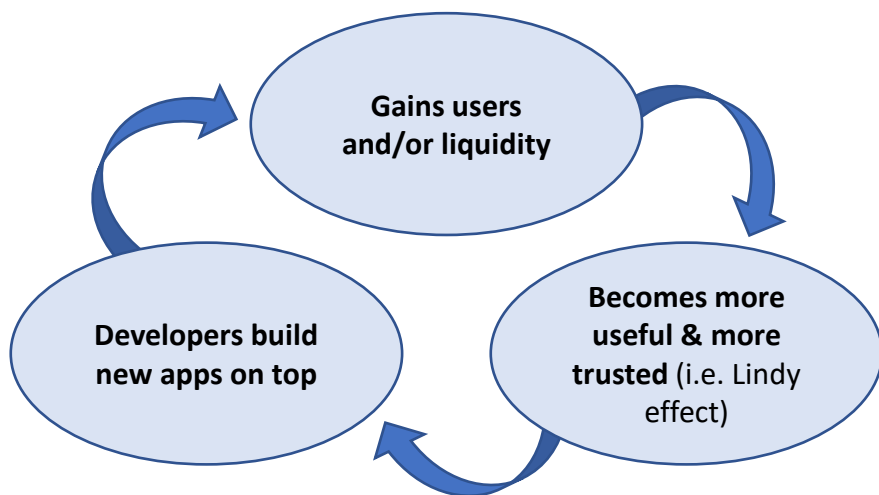 Gains users
and/or liquidity
Becomes more
useful & more
trusted (i.e. Lindy
effect)
Developers build
new apps on top